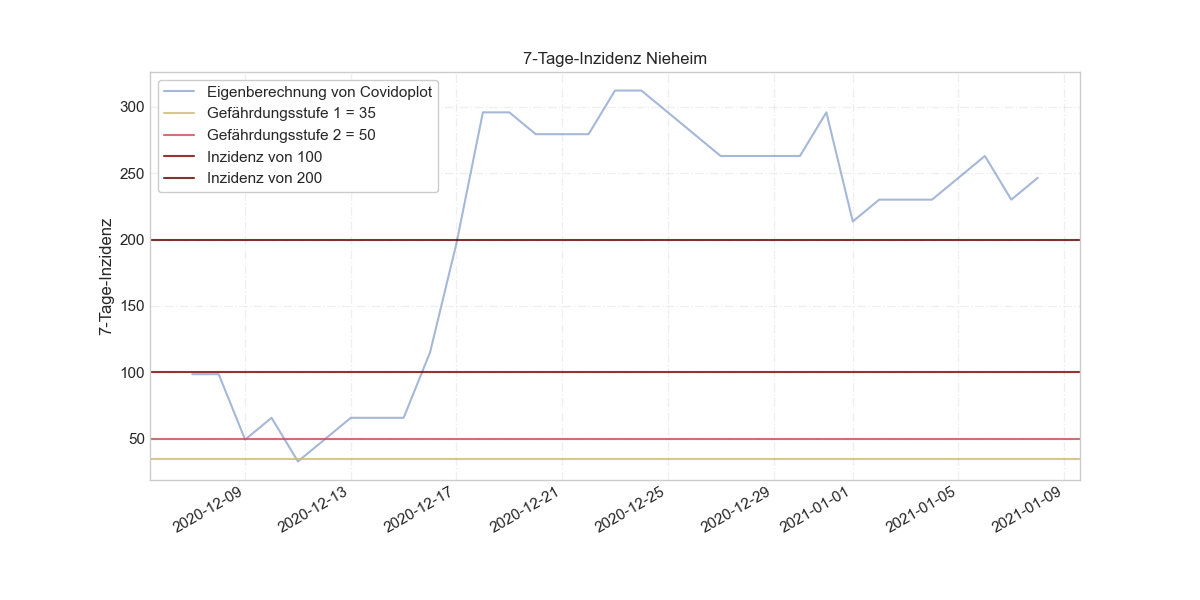 7-Tage-Inzidenz Nieheim
Eigenberechnung von Covidoplot
Gefährdungsstufe 1 = 35
Gefährdungsstufe 2 = 50
Inzidenz von 100
Inzidenz von 200
7-Tage-Inzidenz
300
250
200
150
100
50
2020-12-09
2020-12-13
2020-12-17
2020-12-21
2020-12-25
2020-12-29
2021-01-01
2021-01-05
2021-01-09